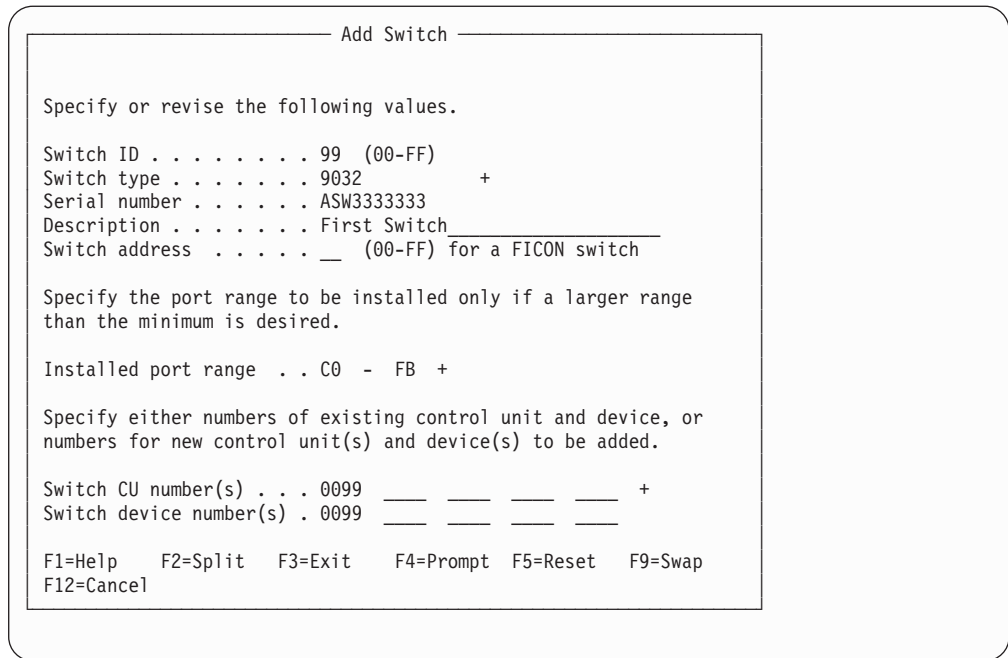 Add Switch
Specify or revise the following values.
Switch ID . . . . . . . . 99 (00-FF)
Switch type . . . . . . . 9032 +
Serial number . . . . . . ASW3333333
Description . . . . . . . First Switch____________________
Switch address . . . . . __ (00-FF) for a FICON switch
Specify the port range to be installed only if a larger range
than the minimum is desired.
Installed port range . . C0 - FB +
Specify either numbers of existing control unit and device, or
numbers for new control unit(s) and device(s) to be added.
Switch CU number(s) . . . 0099 ____ ____ ____ ____ +
Switch device number(s) . 0099 ____ ____ ____ ____
F1=Help F2=Split F3=Exit F4=Prompt F5=Reset F9=Swap
F12=Cancel